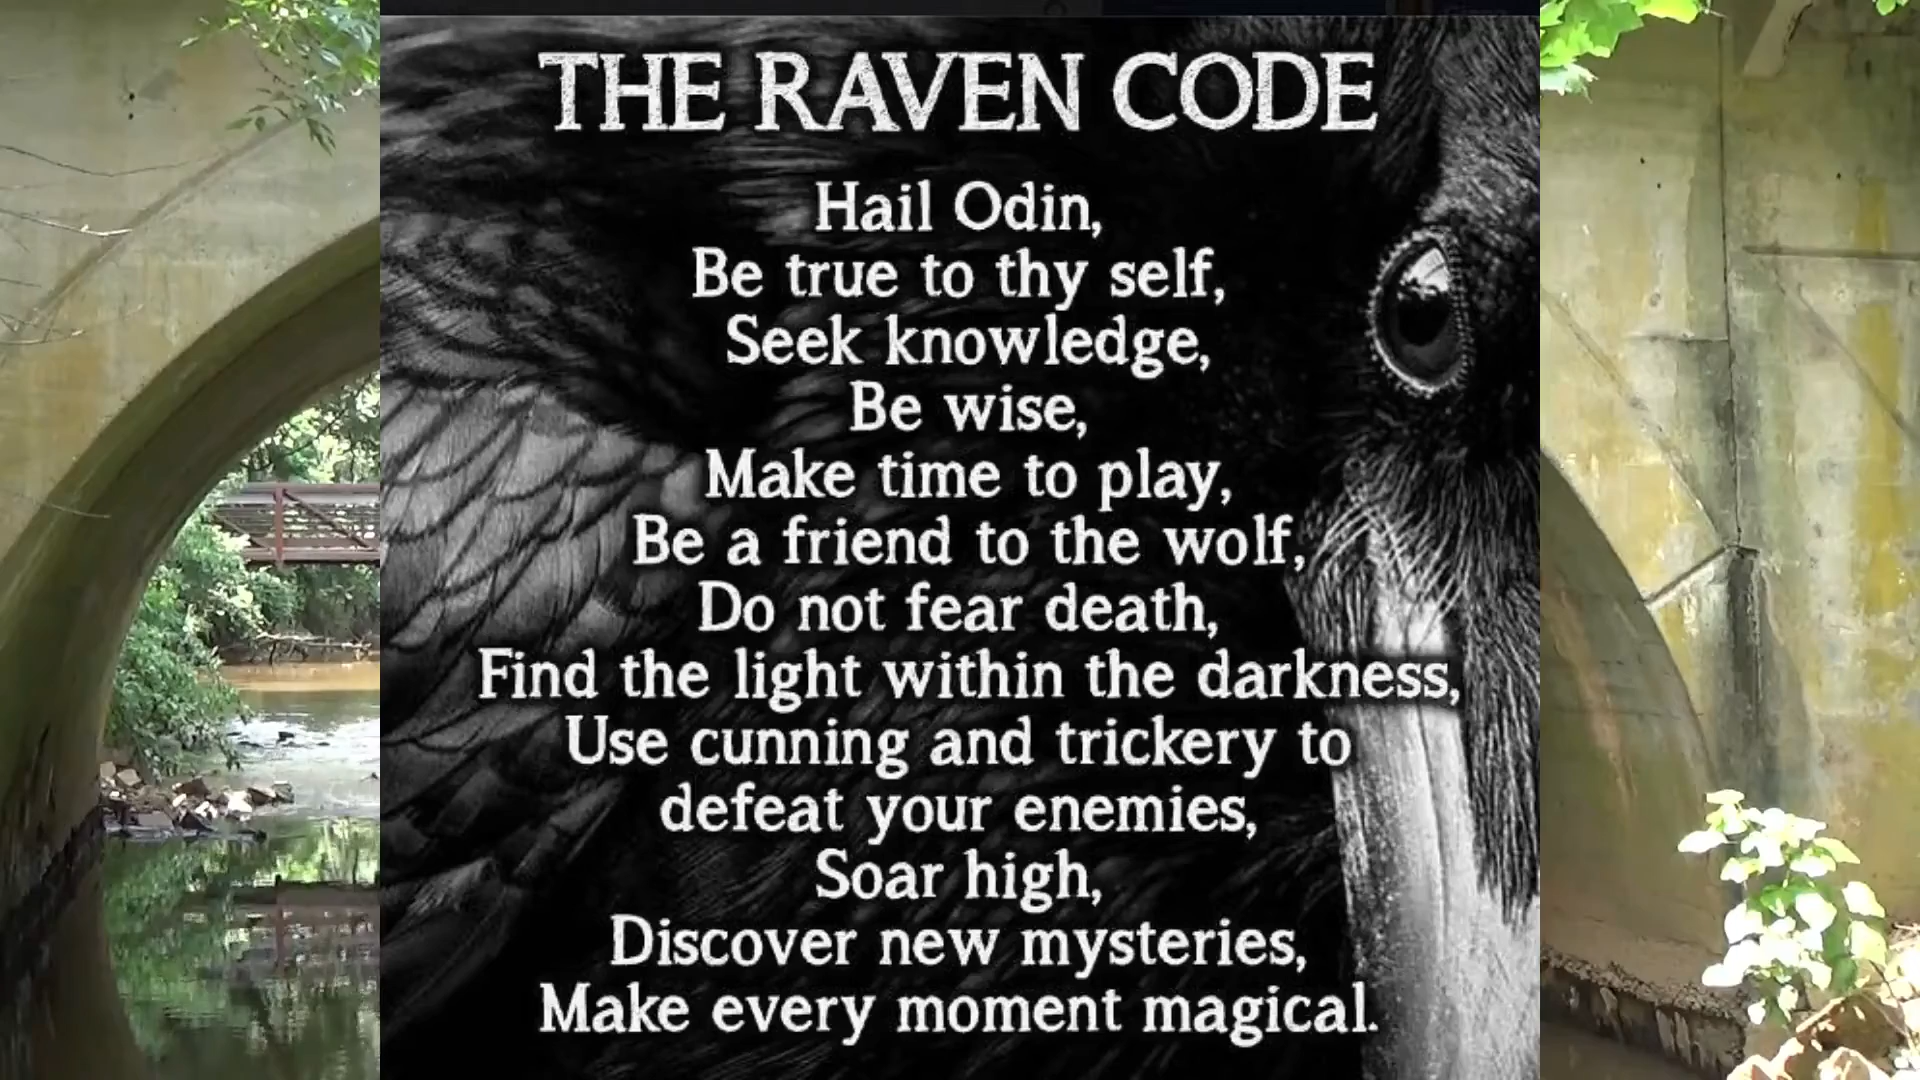 THE RAVEN CODE
Hail Odin,
Be true to thy self,
Seek knowledge,
Be wise,
Make time to play,
Be a friend to the wolf,
Do not fear death,
Find the light within the darkness,
Use cunning and trickery to
defeat your enemies,
Soar high,
Discover new mysteries,
Make every moment magical.